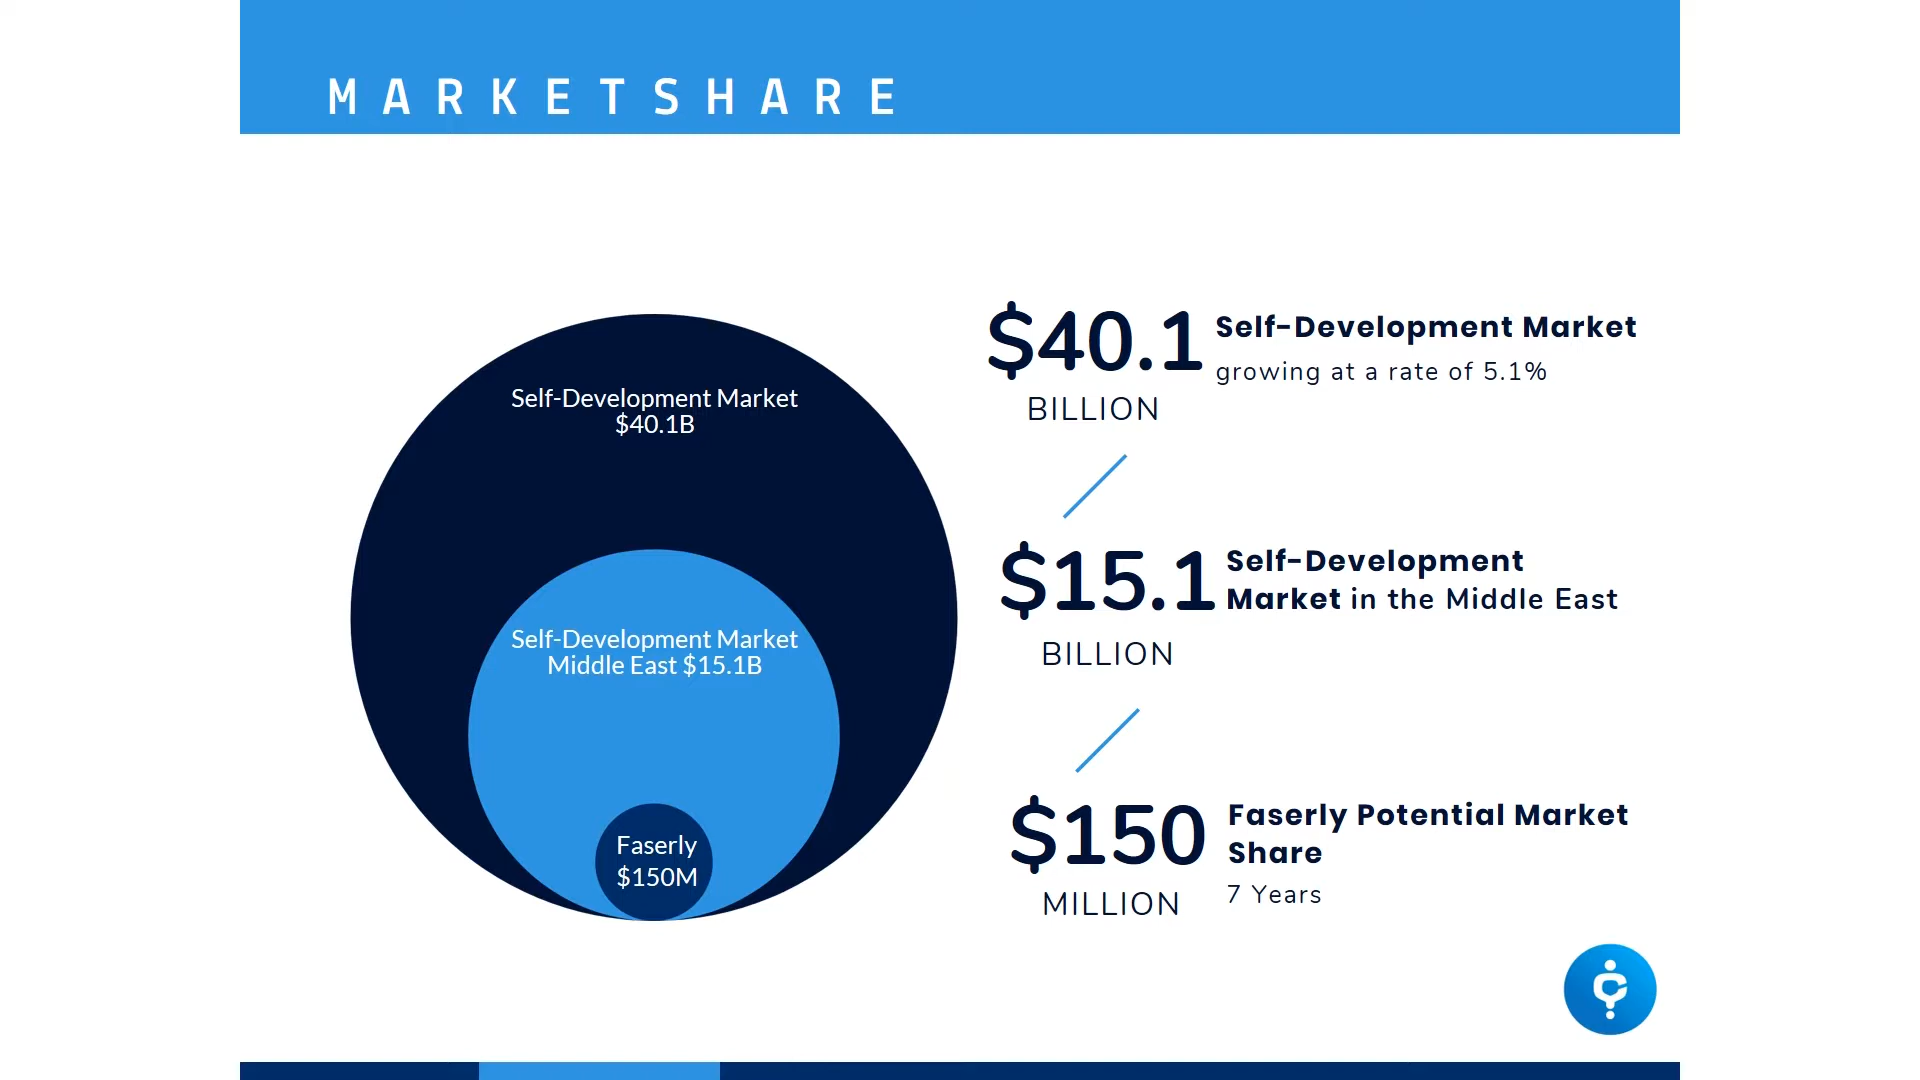 MARKETSHARE
Self-Development Market
$40.1B
Self-Development Market
Middle East $15.1B
Faserly
$150M
$40.1
BILLION
Self-Development Market
growing at a rate of 5.1%
$15.1
BILLION
Self-Development
Market in the Middle East
$150
MILLION
Faserly Potential Market
Share
7 Years